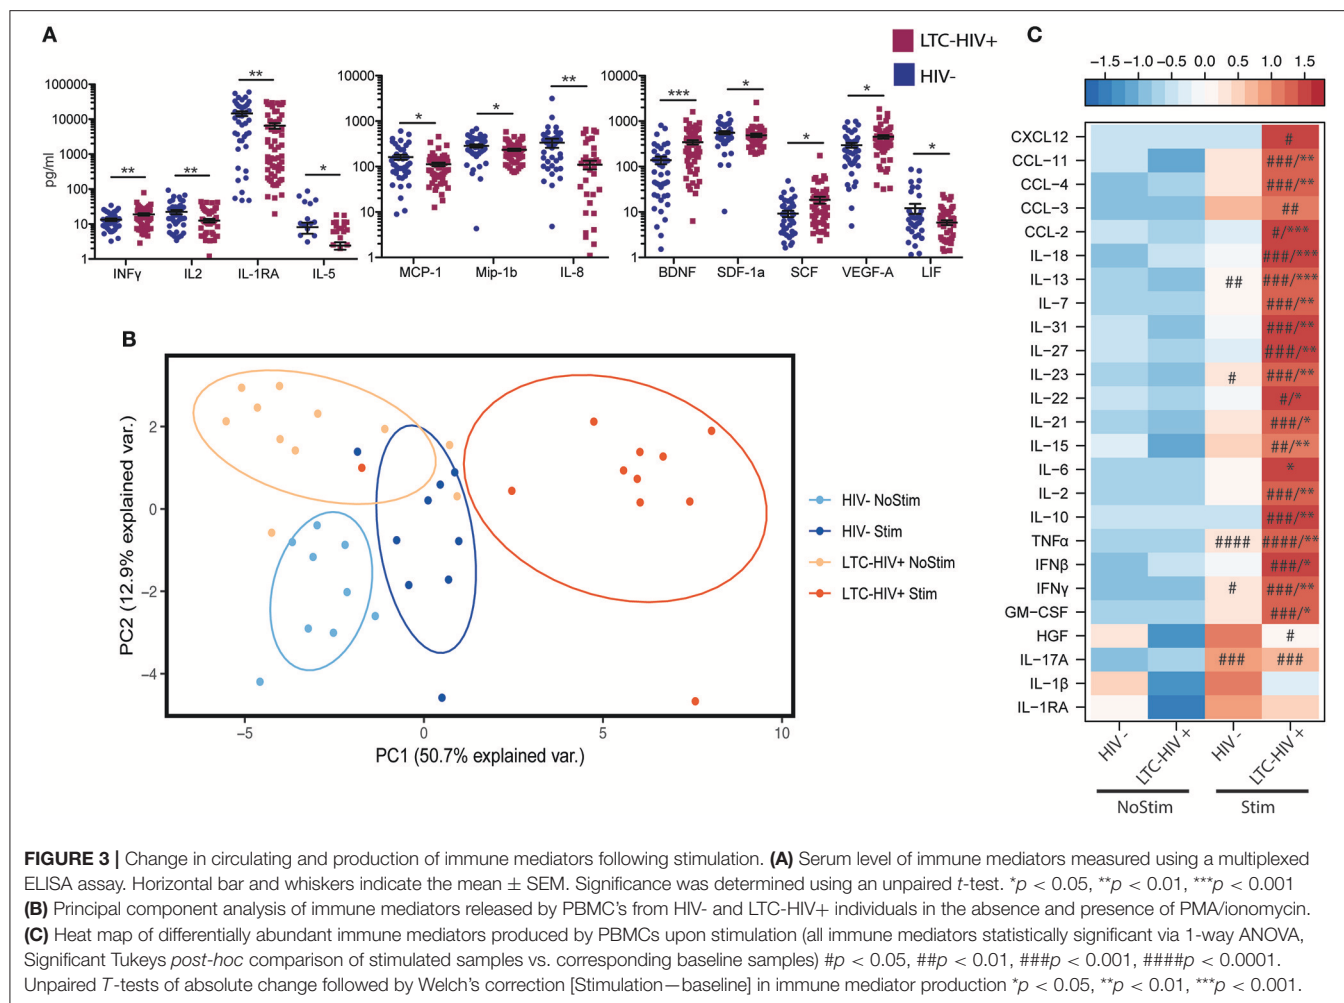 A
LTC-HIV+
HIV-
pg/ml
100000
10000
1000
100
10
1
**
**
**
*
INFγ
IL2
IL-1RA
IL-5
10000
1000
100
10
1
*
*
**
MCP-1
Mip-1b
IL-8
10000
1000
100
10
1
***
*
*
*
*
BDNF
SDF-1a
SCF
VEGF-A
LIF
B
PC2 (12.9% explained var.)
2
0
−2
−4
−5
0
5
10
PC1 (50.7% explained var.)
HIV- NoStim
HIV- Stim
LTC-HIV+ NoStim
LTC-HIV+ Stim
C
−1.5 −1.0 −0.5 0.0 0.5 1.0 1.5
CXCL12 #
CCL−11 ###/**
CCL−4 ###/**
CCL−3 ##
CCL−2 #/***
IL−18 ###/***
IL−13 ## ###/***
IL−7 ###/**
IL−31 ###/**
IL−27 ###/**
IL−23 # ###/**
IL−22 #/*
IL−21 ###/*
IL−15 ##/**
IL−6 *
IL−2 ###/**
IL−10 ###/**
TNFα #### ####/**
IFNβ ###/*
IFNγ # ###/**
GM−CSF ###/*
HGF #
IL−17A ### ###
IL−1β
IL−1RA
HIV- LTC-HIV+ HIV- LTC-HIV+
NoStim Stim
FIGURE 3 | Change in circulating and production of immune mediators following stimulation. (A) Serum level of immune mediators measured using a multiplexed
ELISA assay. Horizontal bar and whiskers indicate the mean ± SEM. Significance was determined using an unpaired t-test. *p < 0.05, **p < 0.01, ***p < 0.001
(B) Principal component analysis of immune mediators released by PBMC's from HIV- and LTC-HIV+ individuals in the absence and presence of PMA/ionomycin.
(C) Heat map of differentially abundant immune mediators produced by PBMCs upon stimulation (all immune mediators statistically significant via 1-way ANOVA,
Significant Tukeys post-hoc comparison of stimulated samples vs. corresponding baseline samples) #p < 0.05, ##p < 0.01, ###p < 0.001, ####p < 0.0001.
Unpaired T-tests of absolute change followed by Welch's correction [Stimulation—baseline] in immune mediator production *p < 0.05, **p < 0.01, ***p < 0.001.